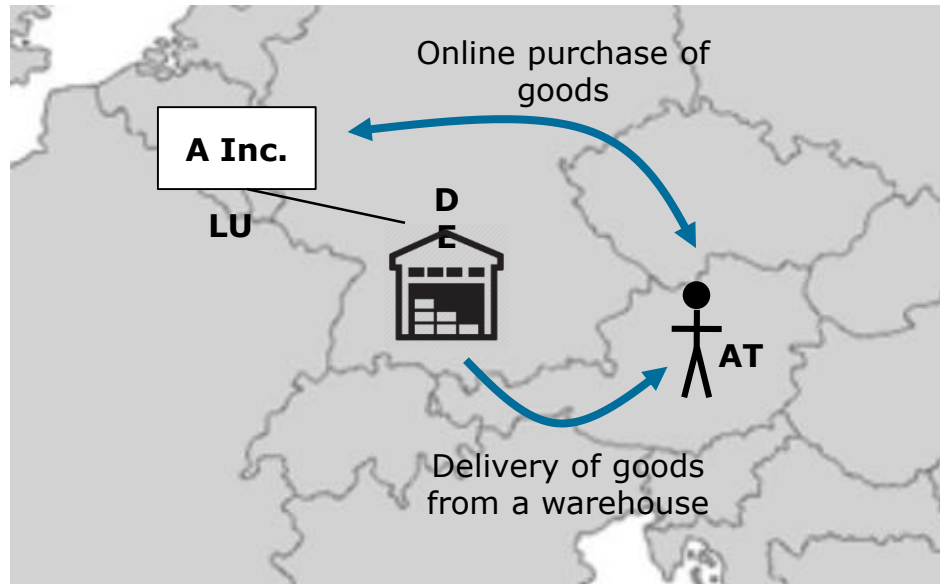 Online purchase of
goods
A Inc.
LU
D
E
AT
Delivery of goods
from a warehouse